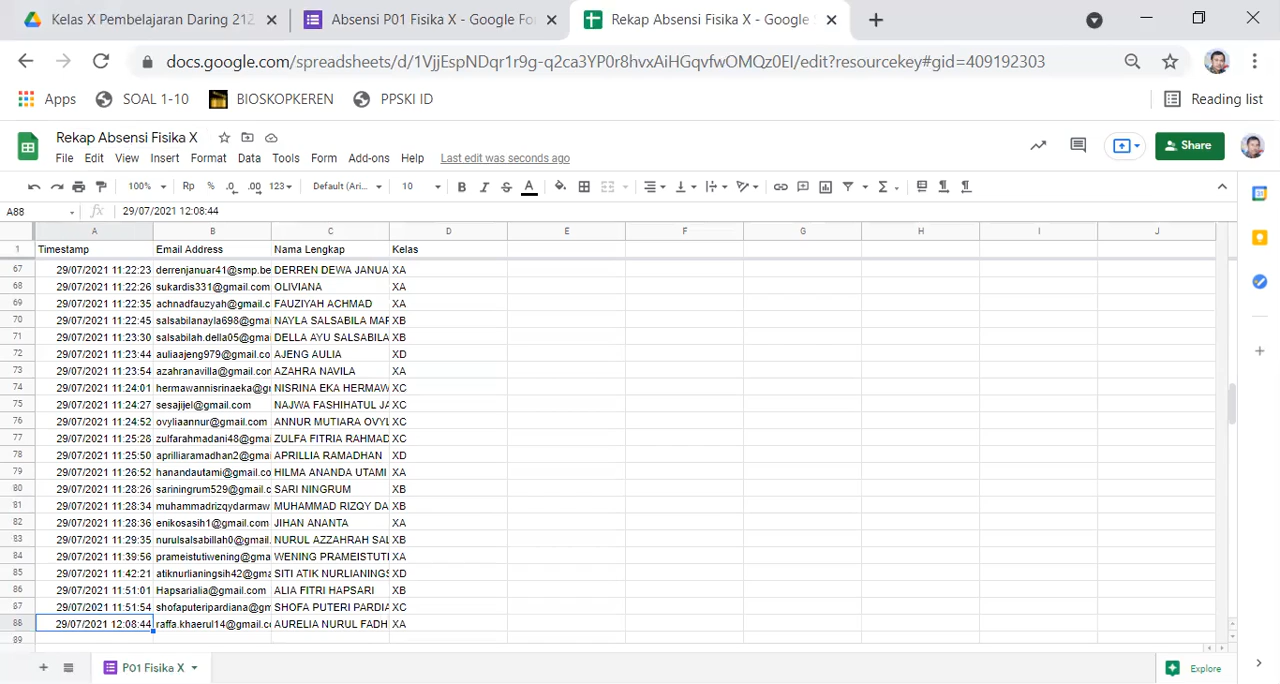 Kelas X Pembelajaran Daring 212
Absensi P01 Fisika X - Google Fo
Rekap Absensi Fisika X - Google S
docs.google.com/spreadsheets/d/1VjjEspNDqr1r9g-q2ca3YP0r8hvxAiHGqvfwOMQz0EI/edit?resourcekey#gid=409192303
Apps SOAL 1-10 BIOSKOPKEREN PPSKI ID Reading list
Rekap Absensi Fisika X
File Edit View Insert Format Data Tools Form Add-ons Help Last edit was seconds ago
Share
100% Rp % .0 .00 123 Default (Ari... 10 B I S A
A88 fx 29/07/2021 12:08:44
A B C D E F G H I J
1 Timestamp Email Address Nama Lengkap Kelas
67 29/07/2021 11:22:23 derrenjanuar41@smp.be DERREN DEWA JANUA XA
68 29/07/2021 11:22:26 sukardis331@gmail.com OLIVIANA XA
69 29/07/2021 11:22:35 achnadfauzyah@gmail.c FAUZIYAH ACHMAD XA
70 29/07/2021 11:22:45 salsabilanayla698@gmai NAYLA SALSABILA MAR XB
71 29/07/2021 11:23:30 salsabilah.della05@gmai DELLA AYU SALSABILA XB
72 29/07/2021 11:23:44 auliaajeng979@gmail.co AJENG AULIA XD
73 29/07/2021 11:23:54 azahranavilla@gmail.com AZAHRA NAVILA XA
74 29/07/2021 11:24:01 hermawannisrinaeka@gr NISRINA EKA HERMAW XC
75 29/07/2021 11:24:27 sesajijel@gmail.com NAJWA FASHIHATUL JA XC
76 29/07/2021 11:24:52 ovyliaannur@gmail.com ANNUR MUTIARA OVYL XC
77 29/07/2021 11:25:28 zulfarahmadani48@gmai ZULFA FITRIA RAHMAD XC
78 29/07/2021 11:25:50 aprilliaramadhan2@gmai APRILLIA RAMADHAN XD
79 29/07/2021 11:26:52 hanandautami@gmail.com HILMA ANANDA UTAMI XA
80 29/07/2021 11:28:26 sariningrum529@gmail.c SARI NINGRUM XB
81 29/07/2021 11:28:34 muhammadrizqydarmaw MUHAMMAD RIZQY DA XB
82 29/07/2021 11:28:36 enikosasih1@gmail.com JIHAN ANANTA XA
83 29/07/2021 11:29:35 nurulsalsabillah0@gmail. NURUL AZZAHRAH SAL XB
84 29/07/2021 11:39:56 prameistutiwening@gma WENING PRAMEISTUTI XA
85 29/07/2021 11:42:21 atiknurlianingsih42@gma SITI ATIK NURLIANINGS XD
86 29/07/2021 11:51:01 Hapsarialia@gmail.com ALIA FITRI HAPSARI XB
87 29/07/2021 11:51:54 shofaputeripardiana@gm SHOFA PUTERI PARDIA XC
88 29/07/2021 12:08:44 raffa.khaerul14@gmail.cc AURELIA NURUL FADH XA
89
P01 Fisika X
Explore